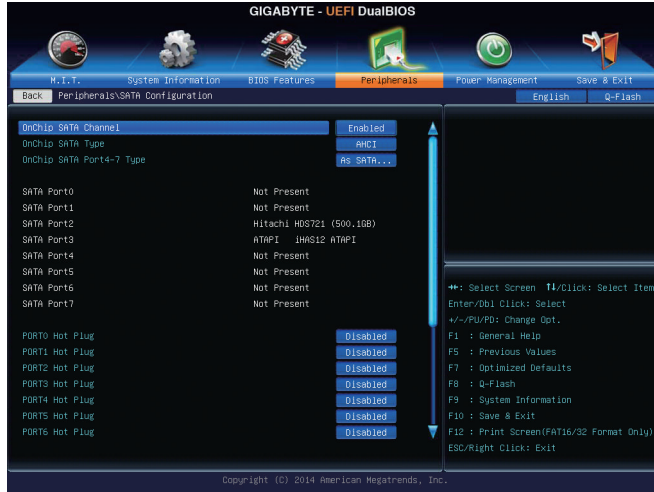 GIGABYTE - UEFI DualBIOS
M.I.T. System Information BIOS Features Peripherals Power Management Save & Exit
Back Peripherals\SATA Configuration English Q-Flash
OnChip SATA Channel Enabled
OnChip SATA Type AHCI
OnChip SATA Port4-7 Type As SATA...
SATA Port0 Not Present
SATA Port1 Not Present
SATA Port2 Hitachi HDS721 (500.1GB)
SATA Port3 ATAPI iHAS12 ATAPI
SATA Port4 Not Present
SATA Port5 Not Present
SATA Port6 Not Present
SATA Port7 Not Present
PORT0 Hot Plug Disabled
PORT1 Hot Plug Disabled
PORT2 Hot Plug Disabled
PORT3 Hot Plug Disabled
PORT4 Hot Plug Disabled
PORT5 Hot Plug Disabled
PORT6 Hot Plug Disabled
→←: Select Screen ↑↓/Click: Select Item
Enter/Dbl Click: Select
+/-/PU/PD: Change Opt.
F1 : General Help
F5 : Previous Values
F7 : Optimized Defaults
F8 : Q-Flash
F9 : System Information
F10 : Save & Exit
F12 : Print Screen(FAT16/32 Format Only)
ESC/Right Click: Exit
Copyright (C) 2014 American Megatrends, Inc.